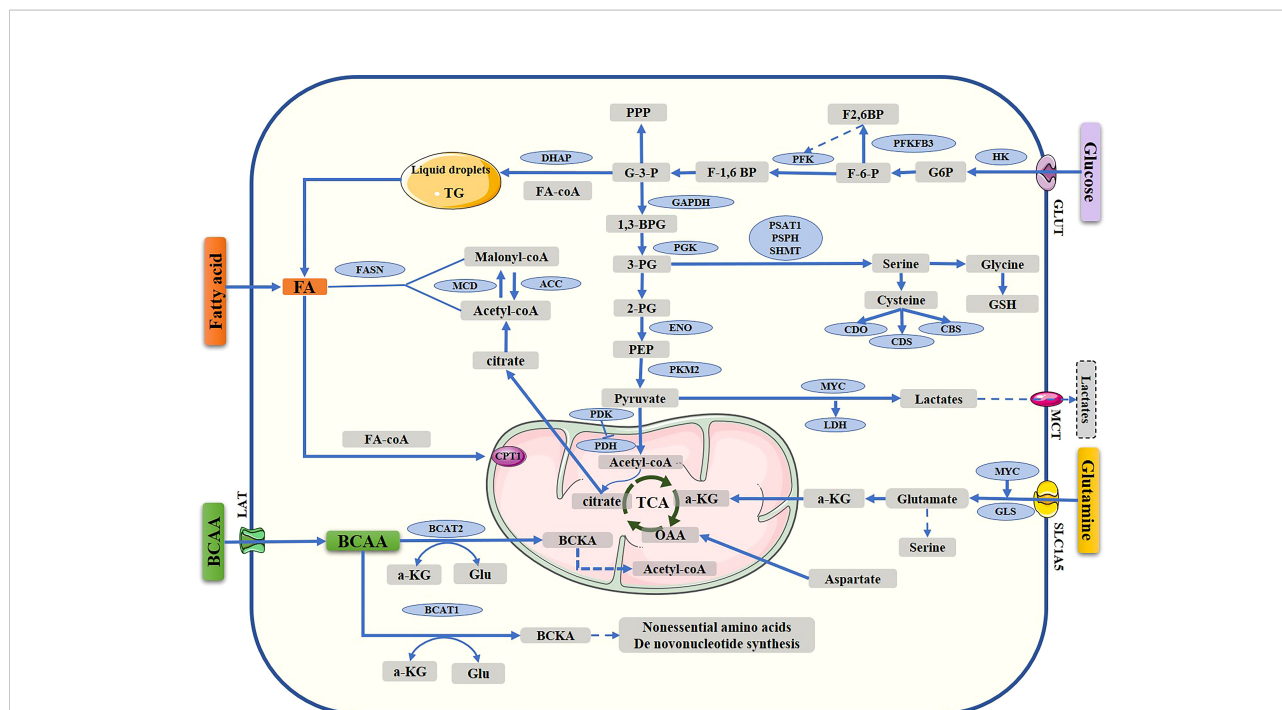 PPP
F2,6BP
PFKFB3
DHAP
PFK
HK
Glucose
Liquid droplets
TG
G-3-P
F-1,6 BP
F-6-P
G6P
FA-coA
GAPDH
GLUT
1,3-BPG
PSAT1
PSPH
SHMT
PGK
Fatty acid
Malonyl-coA
3-PG
Serine
Glycine
FASN
FA
MCD
ACC
Cysteine
GSH
Acetyl-coA
2-PG
ENO
CDO
CDS
CBS
citrate
PEP
PKM2
MYC
Pyruvate
Lactates
Lactates
PDK
LDH
MCT
FA-coA
PDH
CPT1
Acetyl-coA
MYC
Glutamine
citrate
TCA
a-KG
a-KG
Glutamate
GLS
LAT
SLC1A5
BCAT2
OAA
BCAA
BCAA
BCKA
Serine
a-KG
Glu
Acetyl-coA
Aspartate
BCAT1
BCKA
Nonessential amino acids
De novonucleotide synthesis
a-KG
Glu